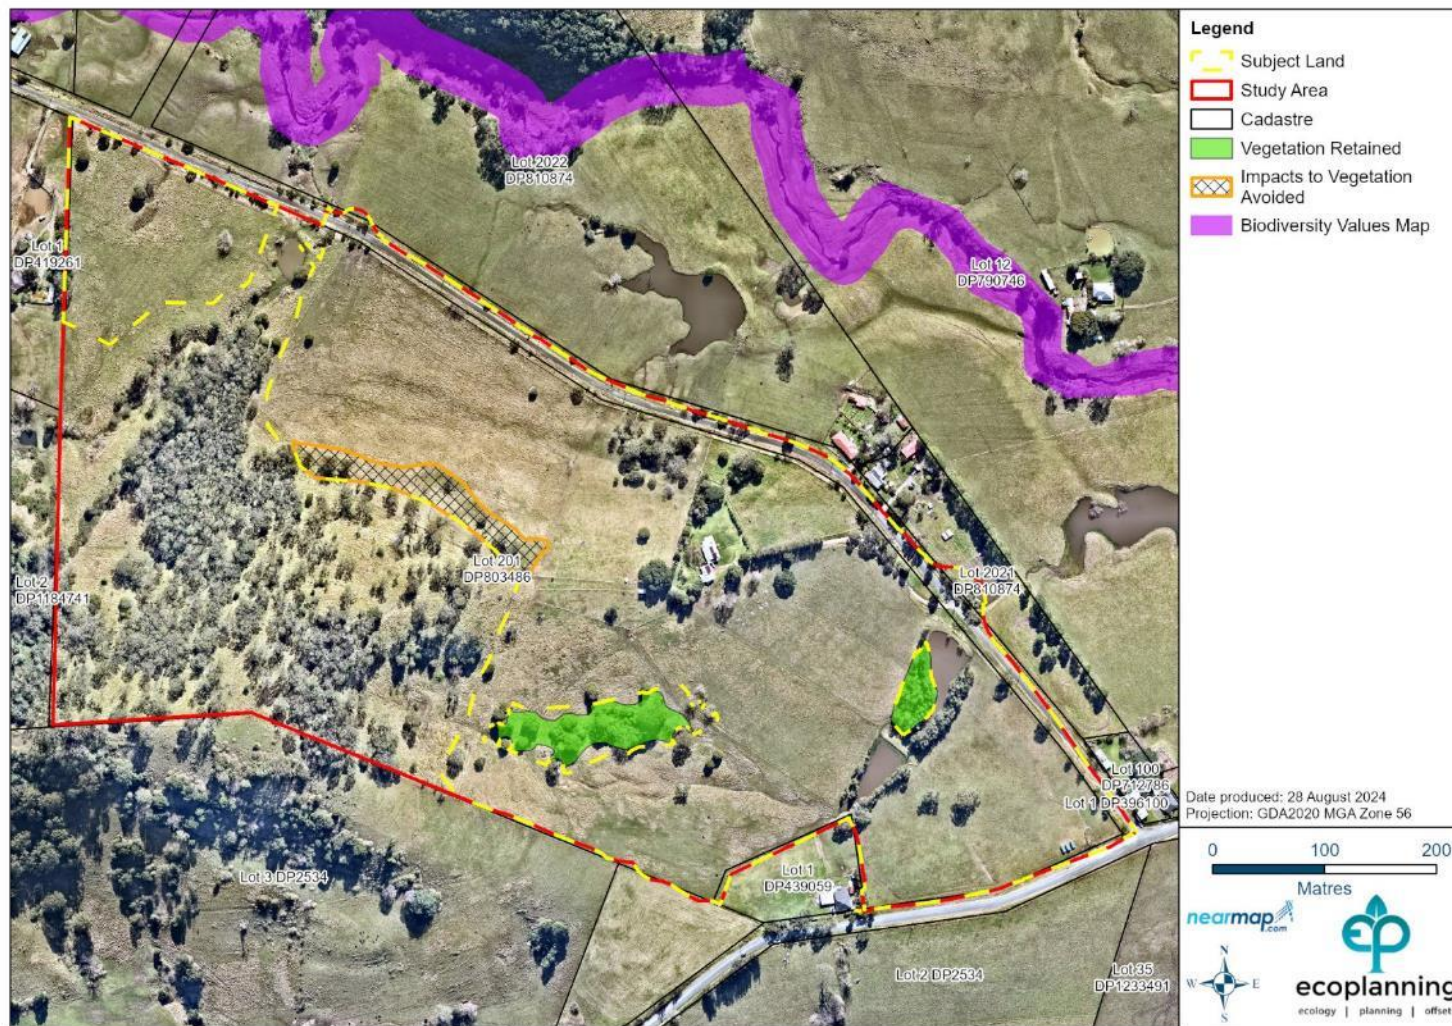 Legend
Subject Land
Study Area
Cadastre
Vegetation Retained
Impacts to Vegetation
Avoided
Biodiversity Values Map
Lot 2022
DP810874
Lot 1
DP419261
Lot 12
DP790746
Lot 201
DP803486
Lot 2021
DP810874
Lot 2
DP1184741
Lot 100
DP712786
Lot 1 DP396100
Lot 1
DP439059
Lot 3 DP2534
Lot 2 DP2534
Lot 35
DP1233491
Date produced: 28 August 2024
Projection: GDA2020 MGA Zone 56
0 100 200
Matres
nearmap
.com
N
W E
S
ep
ecoplanning
ecology | planning | offset